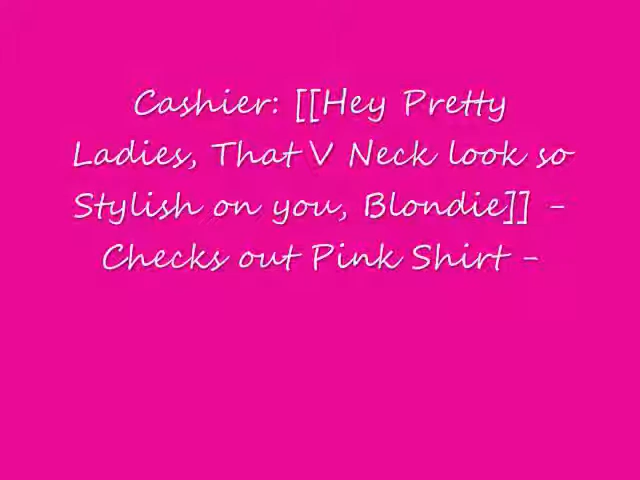 Cashier: [[Hey Pretty
Ladies, That V Neck look so
Stylish on you, Blondie]] -
Checks out Pink Shirt -